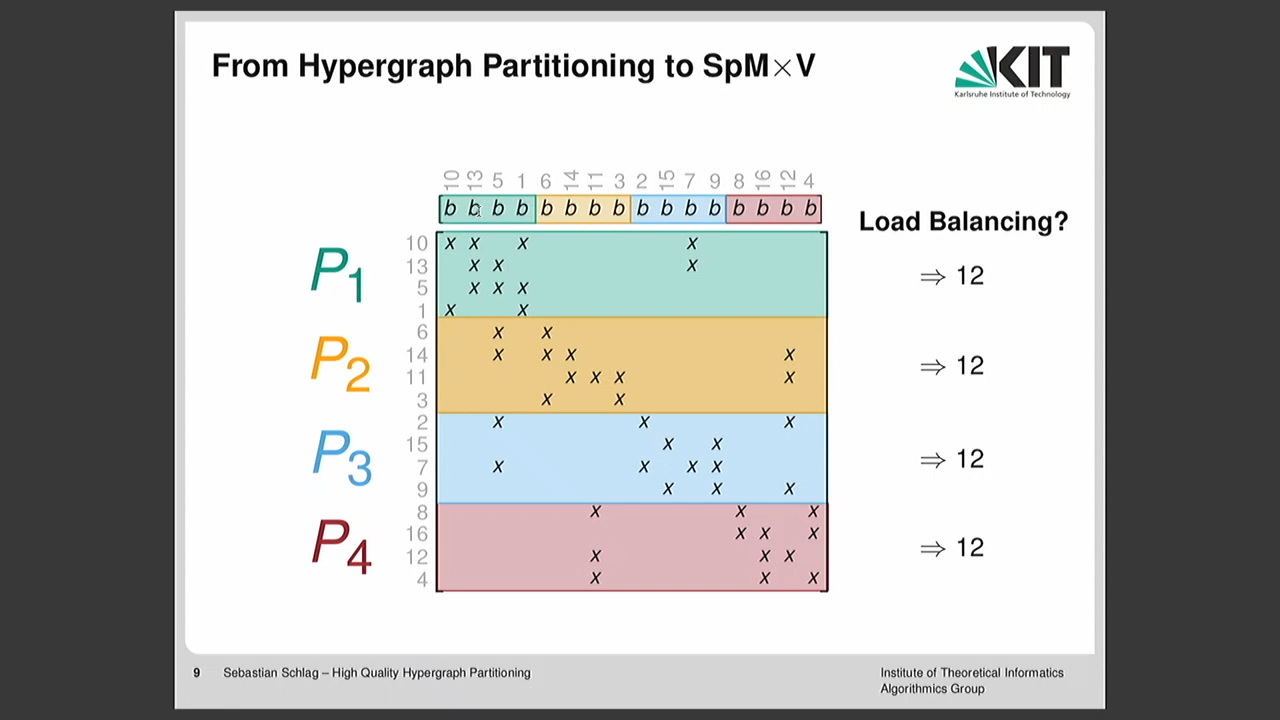 From Hypergraph Partitioning to SpM×V
KIT
Karlsruhe Institute of Technology
10 13 5 1 6 14 11 3 2 15 7 9 8 16 12 4
b b b b b b b b b b b b b b b b
Load Balancing?
P1
10 x x x x
13 x x x
5 x x x
1 x x
⇒ 12
P2
6 x x
14 x x x x
11 x x x x
3 x x
⇒ 12
P3
2 x x x
15 x x
7 x x x x
9 x x x
⇒ 12
P4
8 x x x
16 x x x
12 x x x
4 x x x
⇒ 12
9 Sebastian Schlag – High Quality Hypergraph Partitioning
Institute of Theoretical Informatics
Algorithmics Group